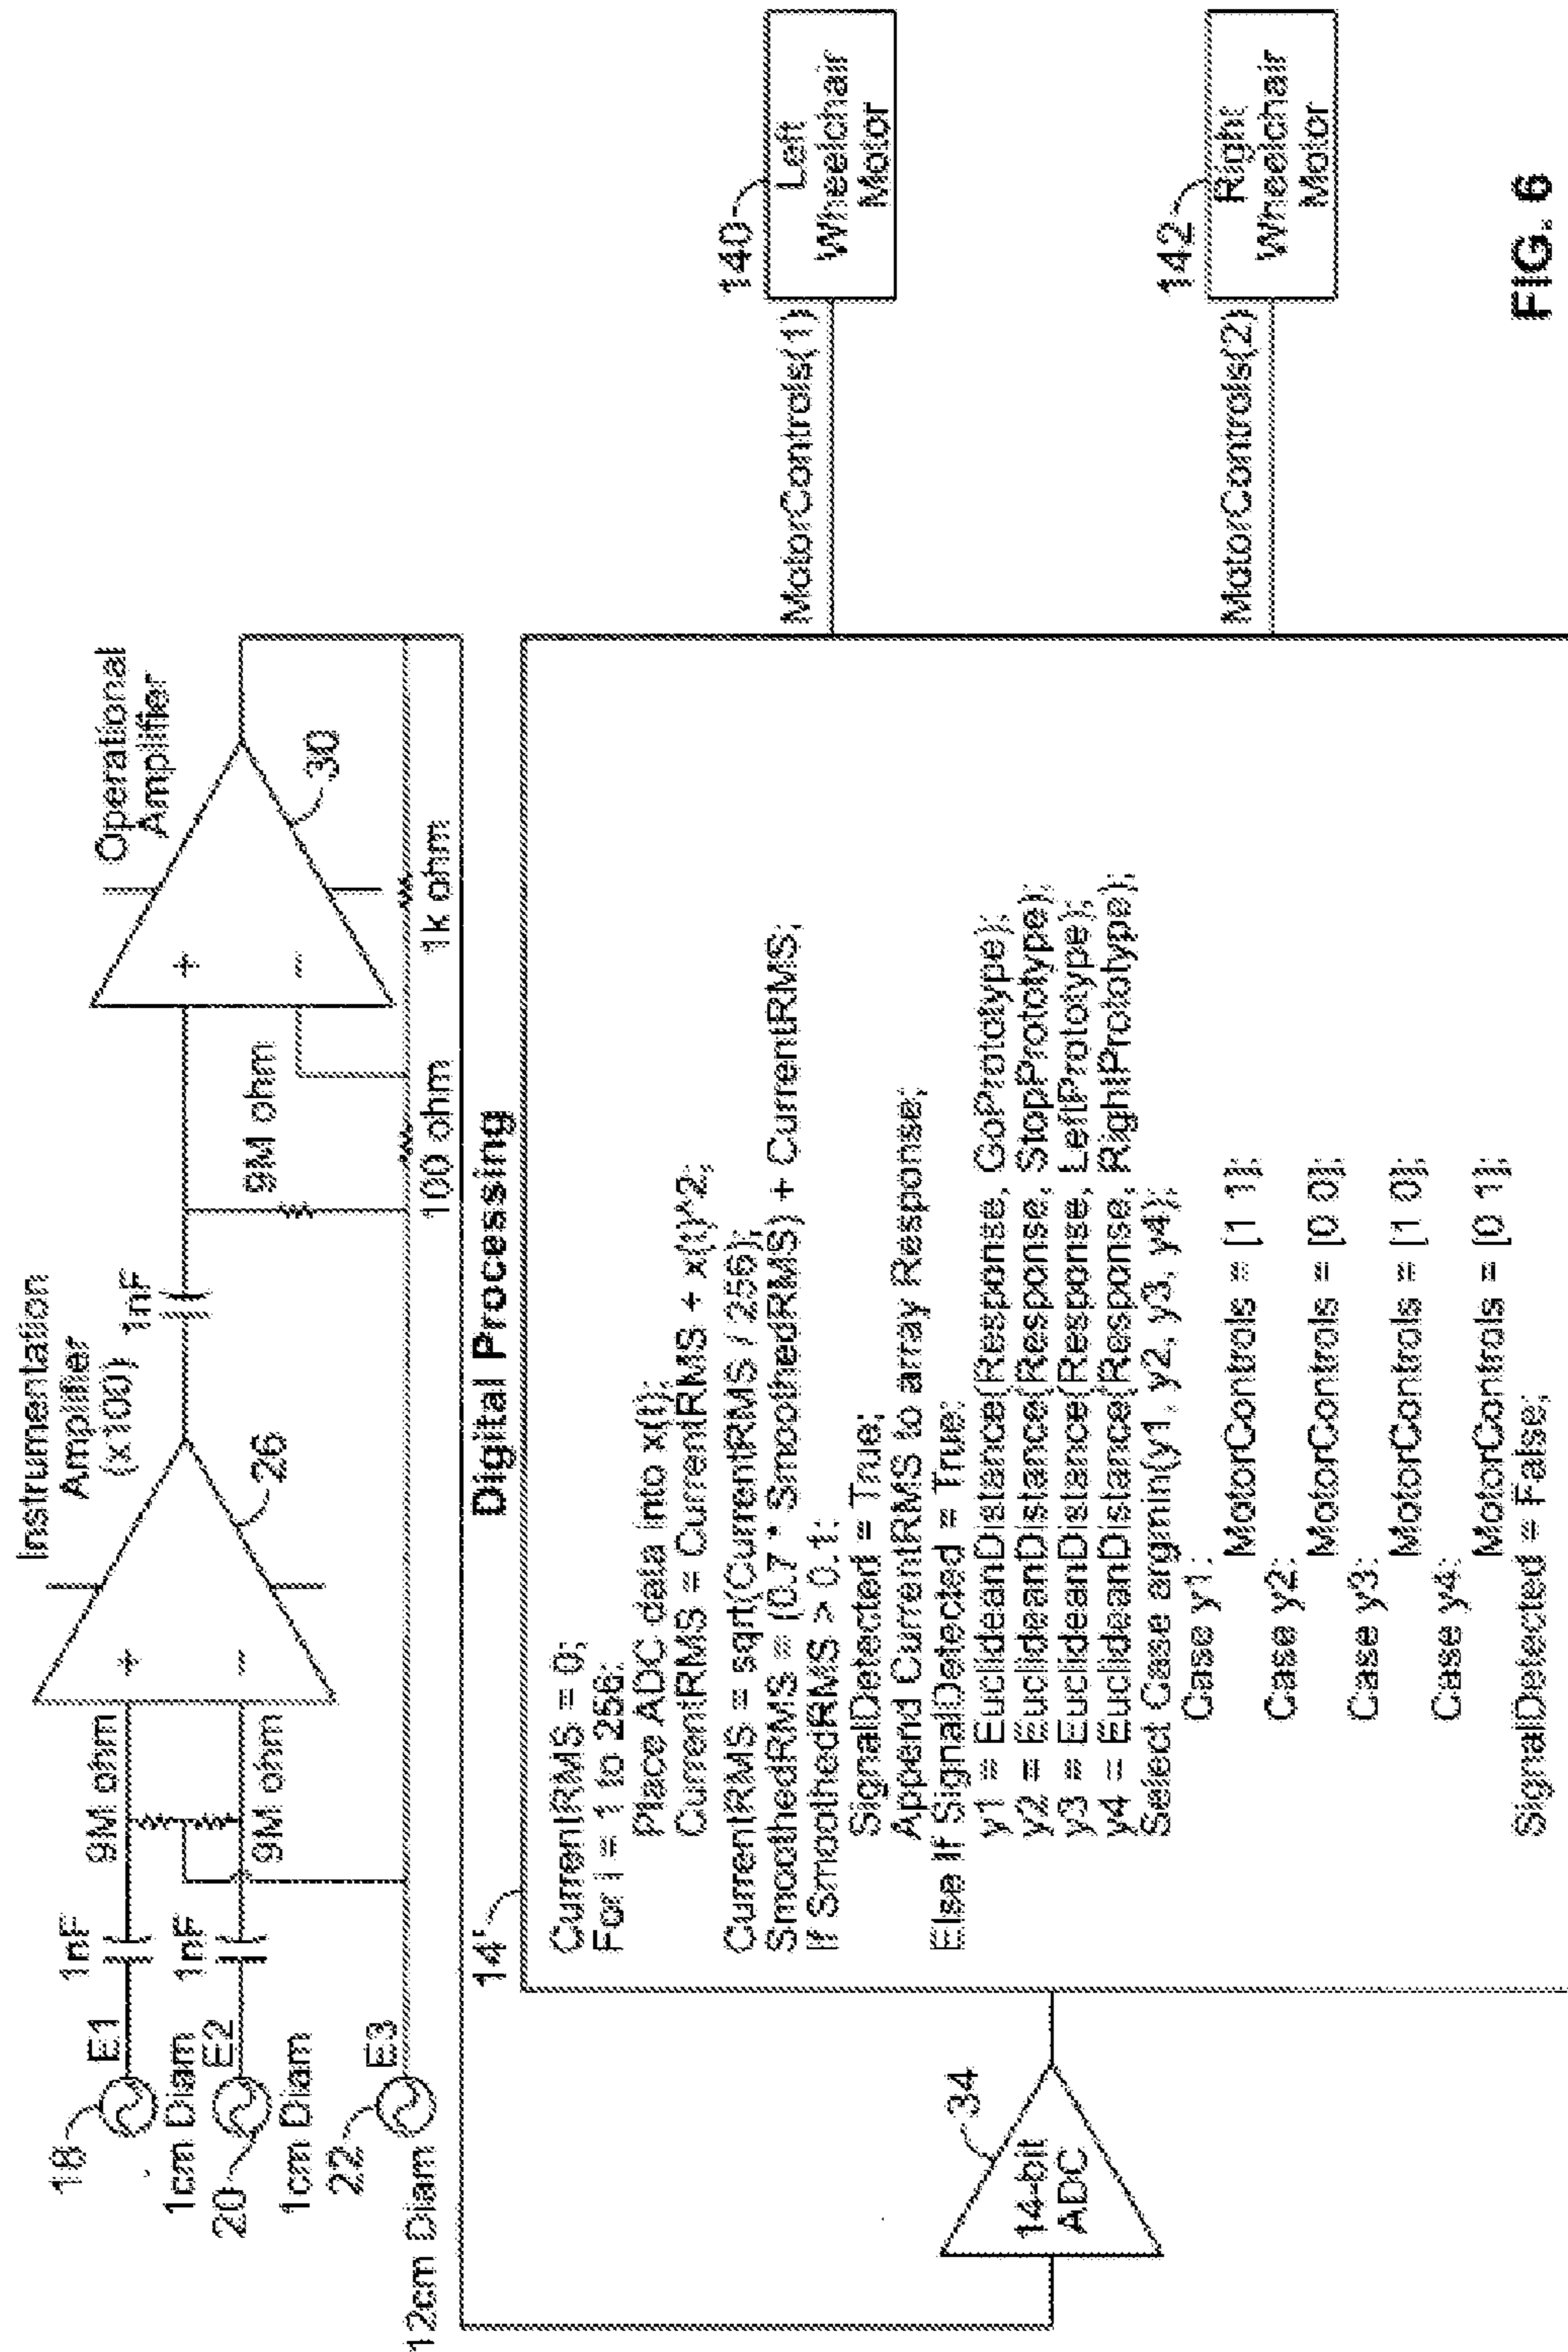 Instrumentation
Amplifier
(x100)
Operational
Amplifier
18
E1
1cm Diam
1nF
9M ohm
20
E2
1cm Diam
1nF
9M ohm
22
E3
12cm Diam
+
-
26
1nF
9M ohm
+
-
30
100 ohm
1k ohm
Digital Processing
14'
CurrentRMS = 0;
For i = 1 to 256:
Place ADC data into x(t);
CurrentRMS = CurrentRMS + x(t)^2;
CurrentRMS = sqrt(CurrentRMS / 256);
SmoothedRMS = (0.7 * SmoothedRMS) + CurrentRMS;
If SmoothedRMS > 0.1:
SignalDetected = True;
Append CurrentRMS to array Response;
Else If SignalDetected = True:
y1 = EuclideanDistance(Response, GoPrototype);
y2 = EuclideanDistance(Response, StopPrototype);
y3 = EuclideanDistance(Response, LeftPrototype);
y4 = EuclideanDistance(Response, RightPrototype);
Select Case argmin(y1, y2, y3, y4);
Case y1:
MotorControls = [1 1];
Case y2:
MotorControls = [0 0];
Case y3:
MotorControls = [1 0];
Case y4:
MotorControls = [0 1];
SignalDetected = False;
34
14-bit
ADC
MotorControls(1)
140
Left
Wheelchair
Motor
MotorControls(2)
142
Right
Wheelchair
Motor
FIG. 6